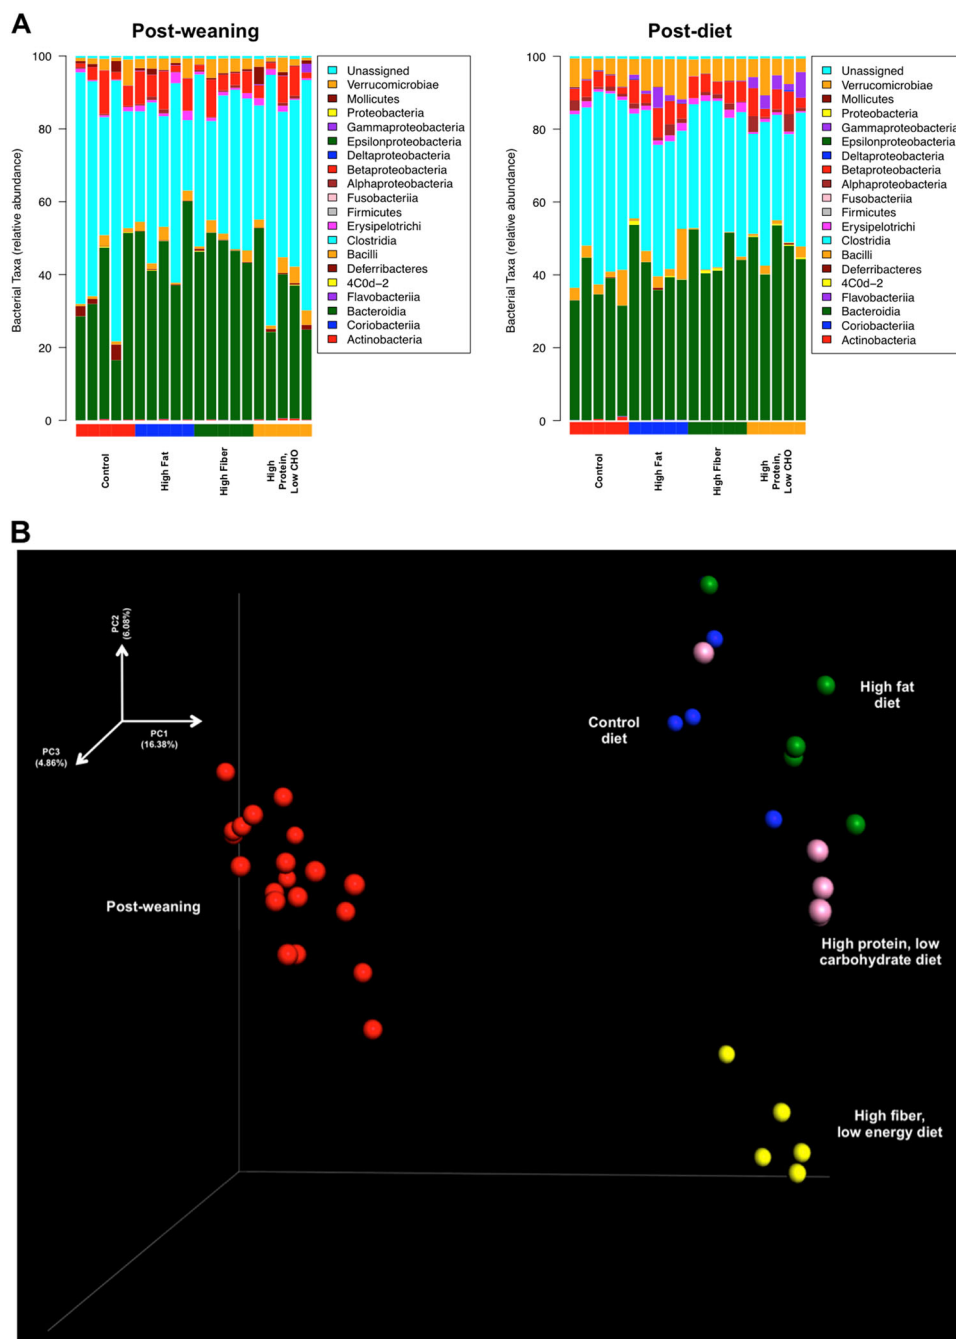 A
Post-weaning
Bacterial Taxa (relative abundance)
100
80
60
40
20
0
Control
High Fat
High Fiber
High
Protein,
Low CHO
Unassigned
Verrucomicrobiae
Mollicutes
Proteobacteria
Gammaproteobacteria
Epsilonproteobacteria
Deltaproteobacteria
Betaproteobacteria
Alphaproteobacteria
Fusobacteriia
Firmicutes
Erysipelotrichi
Clostridia
Bacilli
Deferribacteres
4C0d-2
Flavobacteriia
Bacteroidia
Coriobacteriia
Actinobacteria
Post-diet
Bacterial Taxa (relative abundance)
100
80
60
40
20
0
Control
High Fat
High Fiber
High
Protein,
Low CHO
Unassigned
Verrucomicrobiae
Mollicutes
Proteobacteria
Gammaproteobacteria
Epsilonproteobacteria
Deltaproteobacteria
Betaproteobacteria
Alphaproteobacteria
Fusobacteriia
Firmicutes
Erysipelotrichi
Clostridia
Bacilli
Deferribacteres
4C0d-2
Flavobacteriia
Bacteroidia
Coriobacteriia
Actinobacteria
B
PC2
(6.08%)
PC1
(16.38%)
PC3
(4.86%)
Post-weaning
Control
diet
High fat
diet
High protein, low
carbohydrate diet
High fiber,
low energy diet